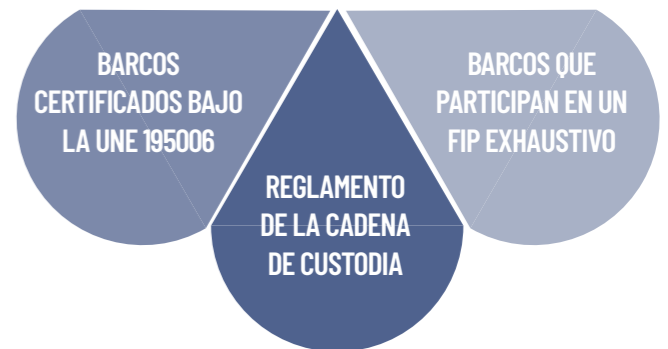 BARCOS
CERTIFICADOS BAJO
LA UNE 195006
REGLAMENTO
DE LA CADENA
DE CUSTODIA
BARCOS QUE
PARTICIPAN EN UN
FIP EXHAUSTIVO